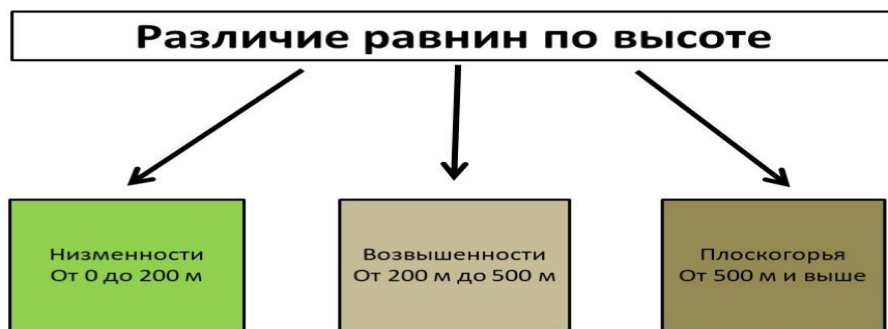 Различие равнин по высоте
Низменности
От 0 до 200 м
Возвышенности
От 200 м до 500 м
Плоскогорья
От 500 м и выше